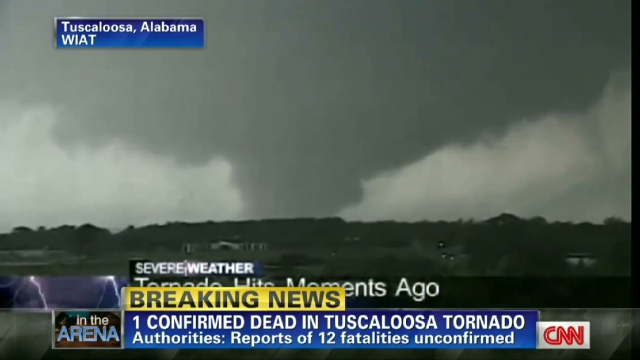 Tuscaloosa, Alabama
WIAT
SEVERE WEATHER
Tornado Hits Moments Ago
BREAKING NEWS
in the
ARENA
1 CONFIRMED DEAD IN TUSCALOOSA TORNADO
Authorities: Reports of 12 fatalities unconfirmed
CNN